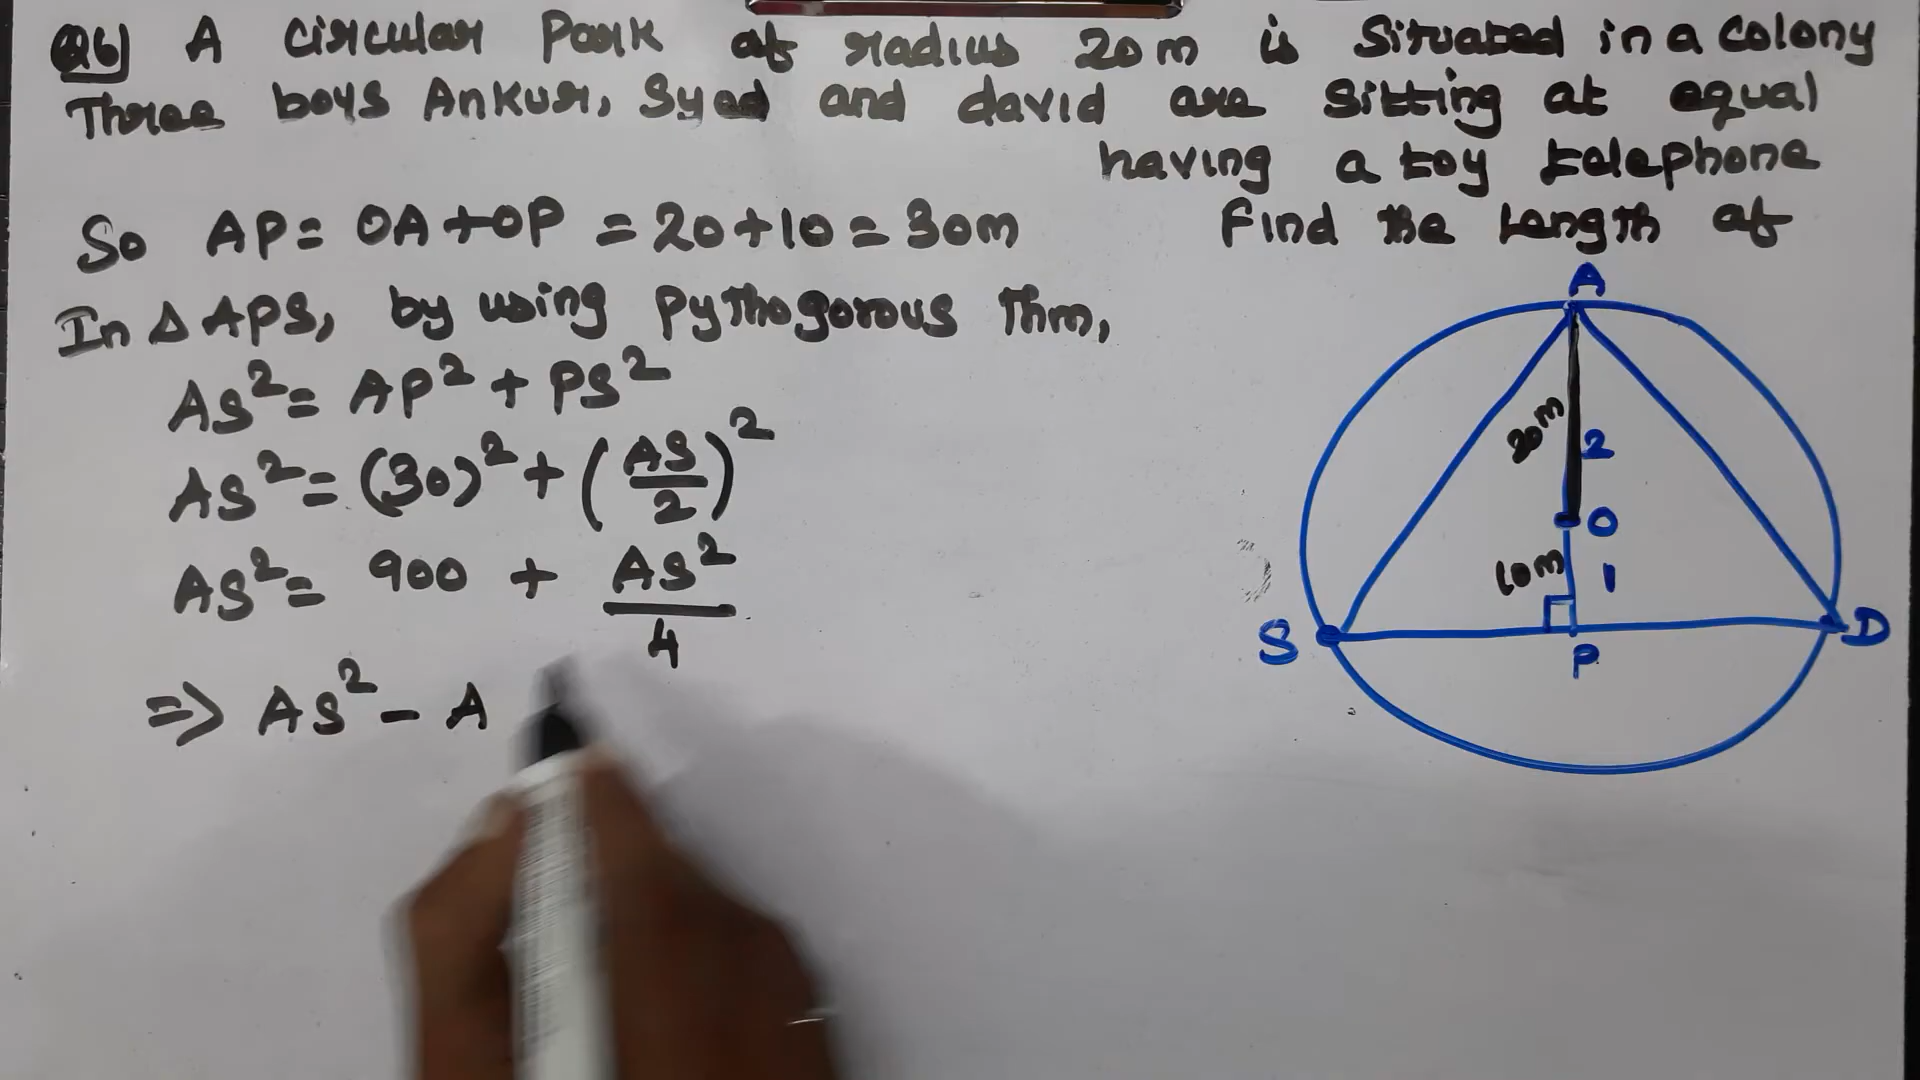 Q6) A circular Park of radius 20m is Situated in a colony
Three boys Ankur, Syed and david are sitting at equal
having a toy telephone
Find the Length of
So AP = OA + OP = 20 + 10 = 30m
In Δ APS, by using Pythogorous Thm,
AS² = AP² + PS²
AS² = (30)² + (AS/2)²
AS² = 900 + AS²/4
⇒ AS² - A
A
20m
2
O
10m
1
S
D
P